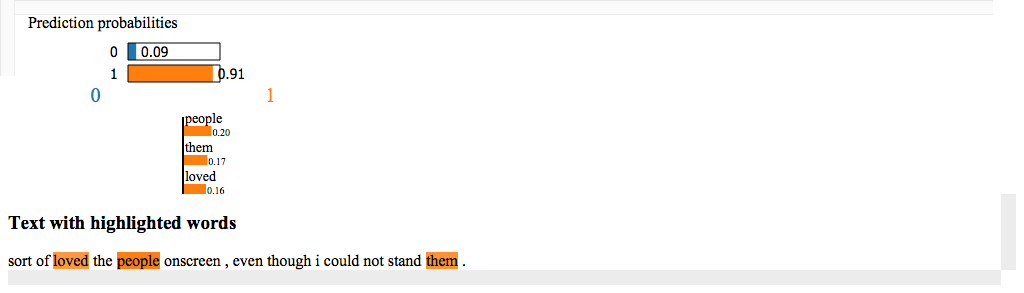 Prediction probabilities
0 0.09
1 0.91
0 1
people
0.20
them
0.17
loved
0.16
Text with highlighted words
sort of loved the people onscreen , even though i could not stand them .